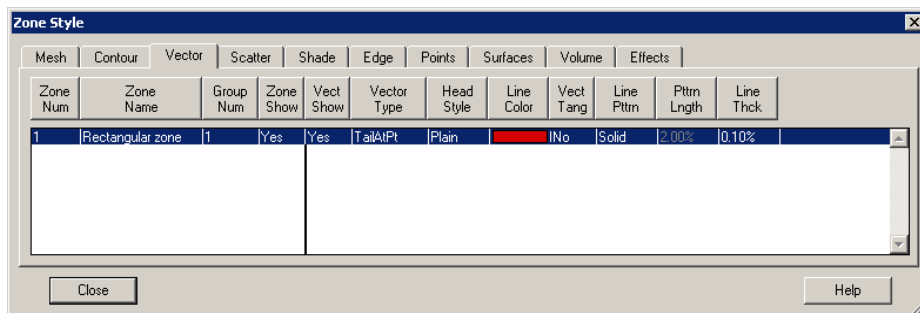 Zone Style
Mesh Contour Vector Scatter Shade Edge Points Surfaces Volume Effects
Zone Num Zone Name Group Num Zone Show Vect Show Vector Type Head Style Line Color Vect Tang Line Pttrn Pttrn Lngth Line Thck
1 Rectangular zone 1 Yes Yes TailAtPt Plain No Solid 2.00% 0.10%
Close Help